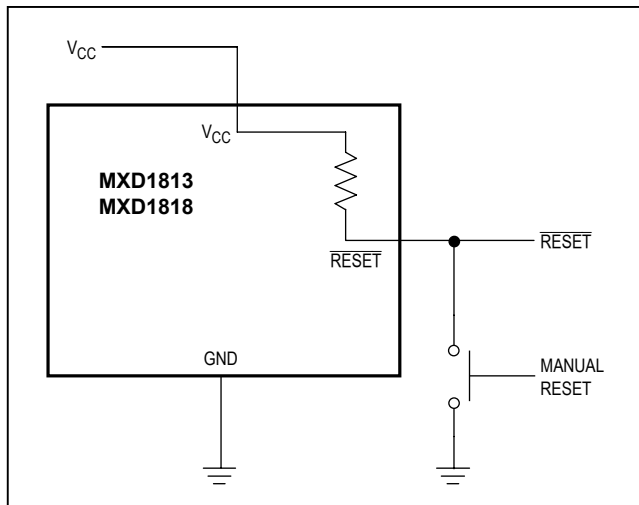 VCC
VCC
MXD1813
MXD1818
RESET
RESET
GND
MANUAL
RESET